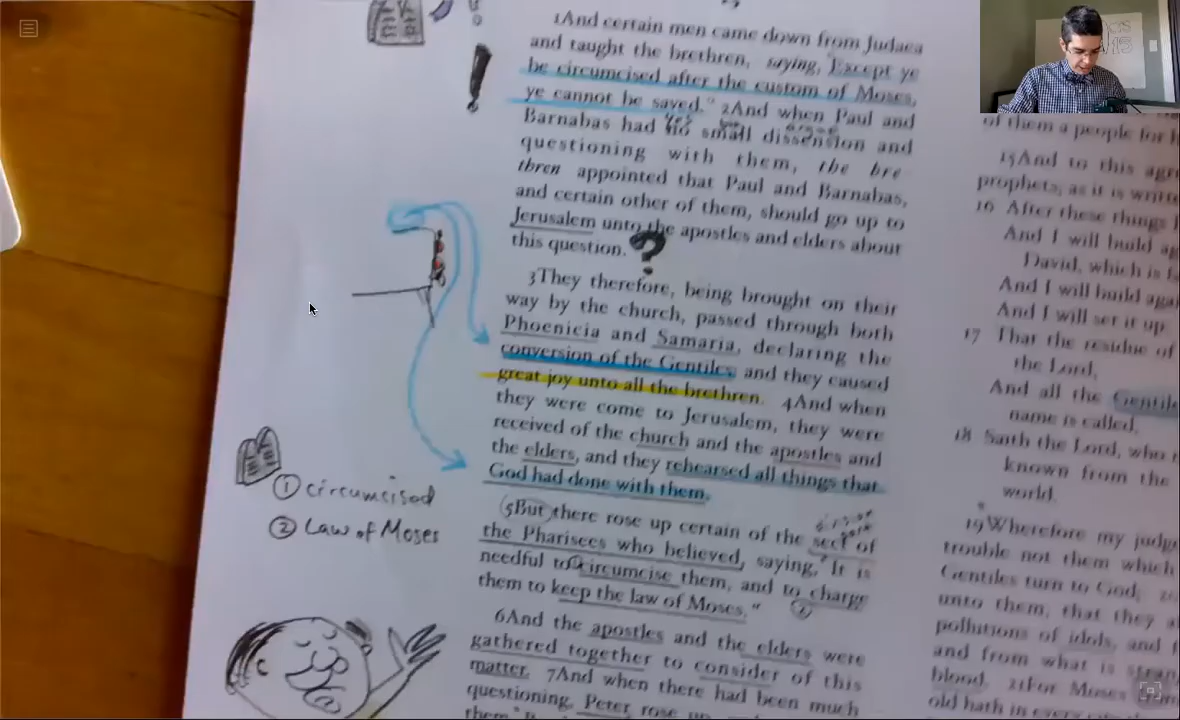 1And certain men came down from Judaea
and taught the brethren, saying, "Except ye
be circumcised after the custom of Moses,
ye cannot be saved." 2And when Paul and
Barnabas had no small dissension and
questioning with them, the bre
thren appointed that Paul and Barnabas,
and certain other of them, should go up to
Jerusalem unto the apostles and elders about
this question. ?
3They therefore, being brought on their
way by the church, passed through both
Phoenicia and Samaria, declaring the
conversion of the Gentiles and they caused
great joy unto all the brethren. 4And when
they were come to Jerusalem, they were
received of the church and the apostles and
the elders, and they rehearsed all things that
God had done with them.
① circumcised
② Law of Moses
5But there rose up certain of the sect of
the Pharisees who believed, saying, "It is
needful to circumcise them, and to charge
them to keep the law of Moses." ②
6And the apostles and the elders were
gathered together to consider of this
matter. 7And when there had been much
questioning, Peter rose up
of them a people for
15And to this
prophets; as it is
16 After these things
And I will build
David, which is
And I will build
And I will set it up
17 That the residue of
the Lord,
And all the
name is called,
18 Saith the Lord, who
known from the
world.
19Wherefore my
trouble not them which
Gentiles turn to God;
unto them, that they
pollutions of idols, and
and from what is
blood. 21For Moses
old hath in every